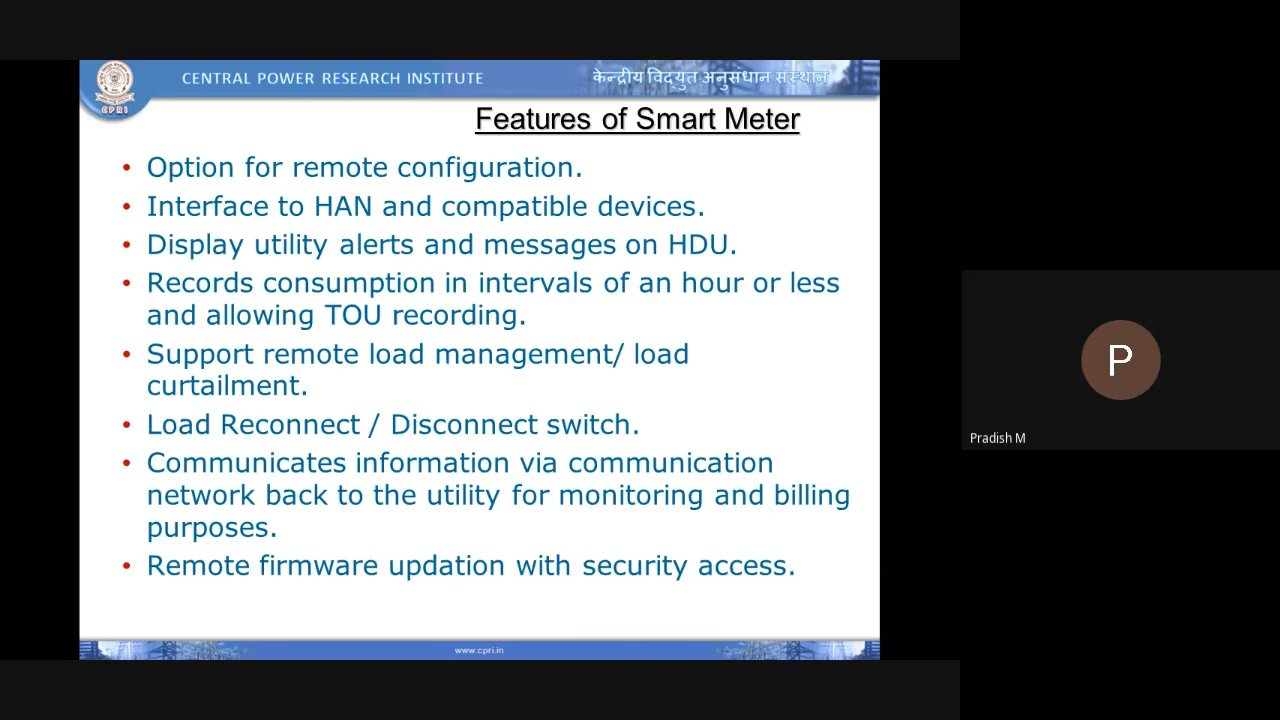 CENTRAL POWER RESEARCH INSTITUTE
केन्द्रीय विद्युत अनुसंधान संस्थान
CPRI
Features of Smart Meter
• Option for remote configuration.
• Interface to HAN and compatible devices.
• Display utility alerts and messages on HDU.
• Records consumption in intervals of an hour or less
and allowing TOU recording.
• Support remote load management/ load
curtailment.
• Load Reconnect / Disconnect switch.
• Communicates information via communication
network back to the utility for monitoring and billing
purposes.
• Remote firmware updation with security access.
www.cpri.in
P
Pradish M